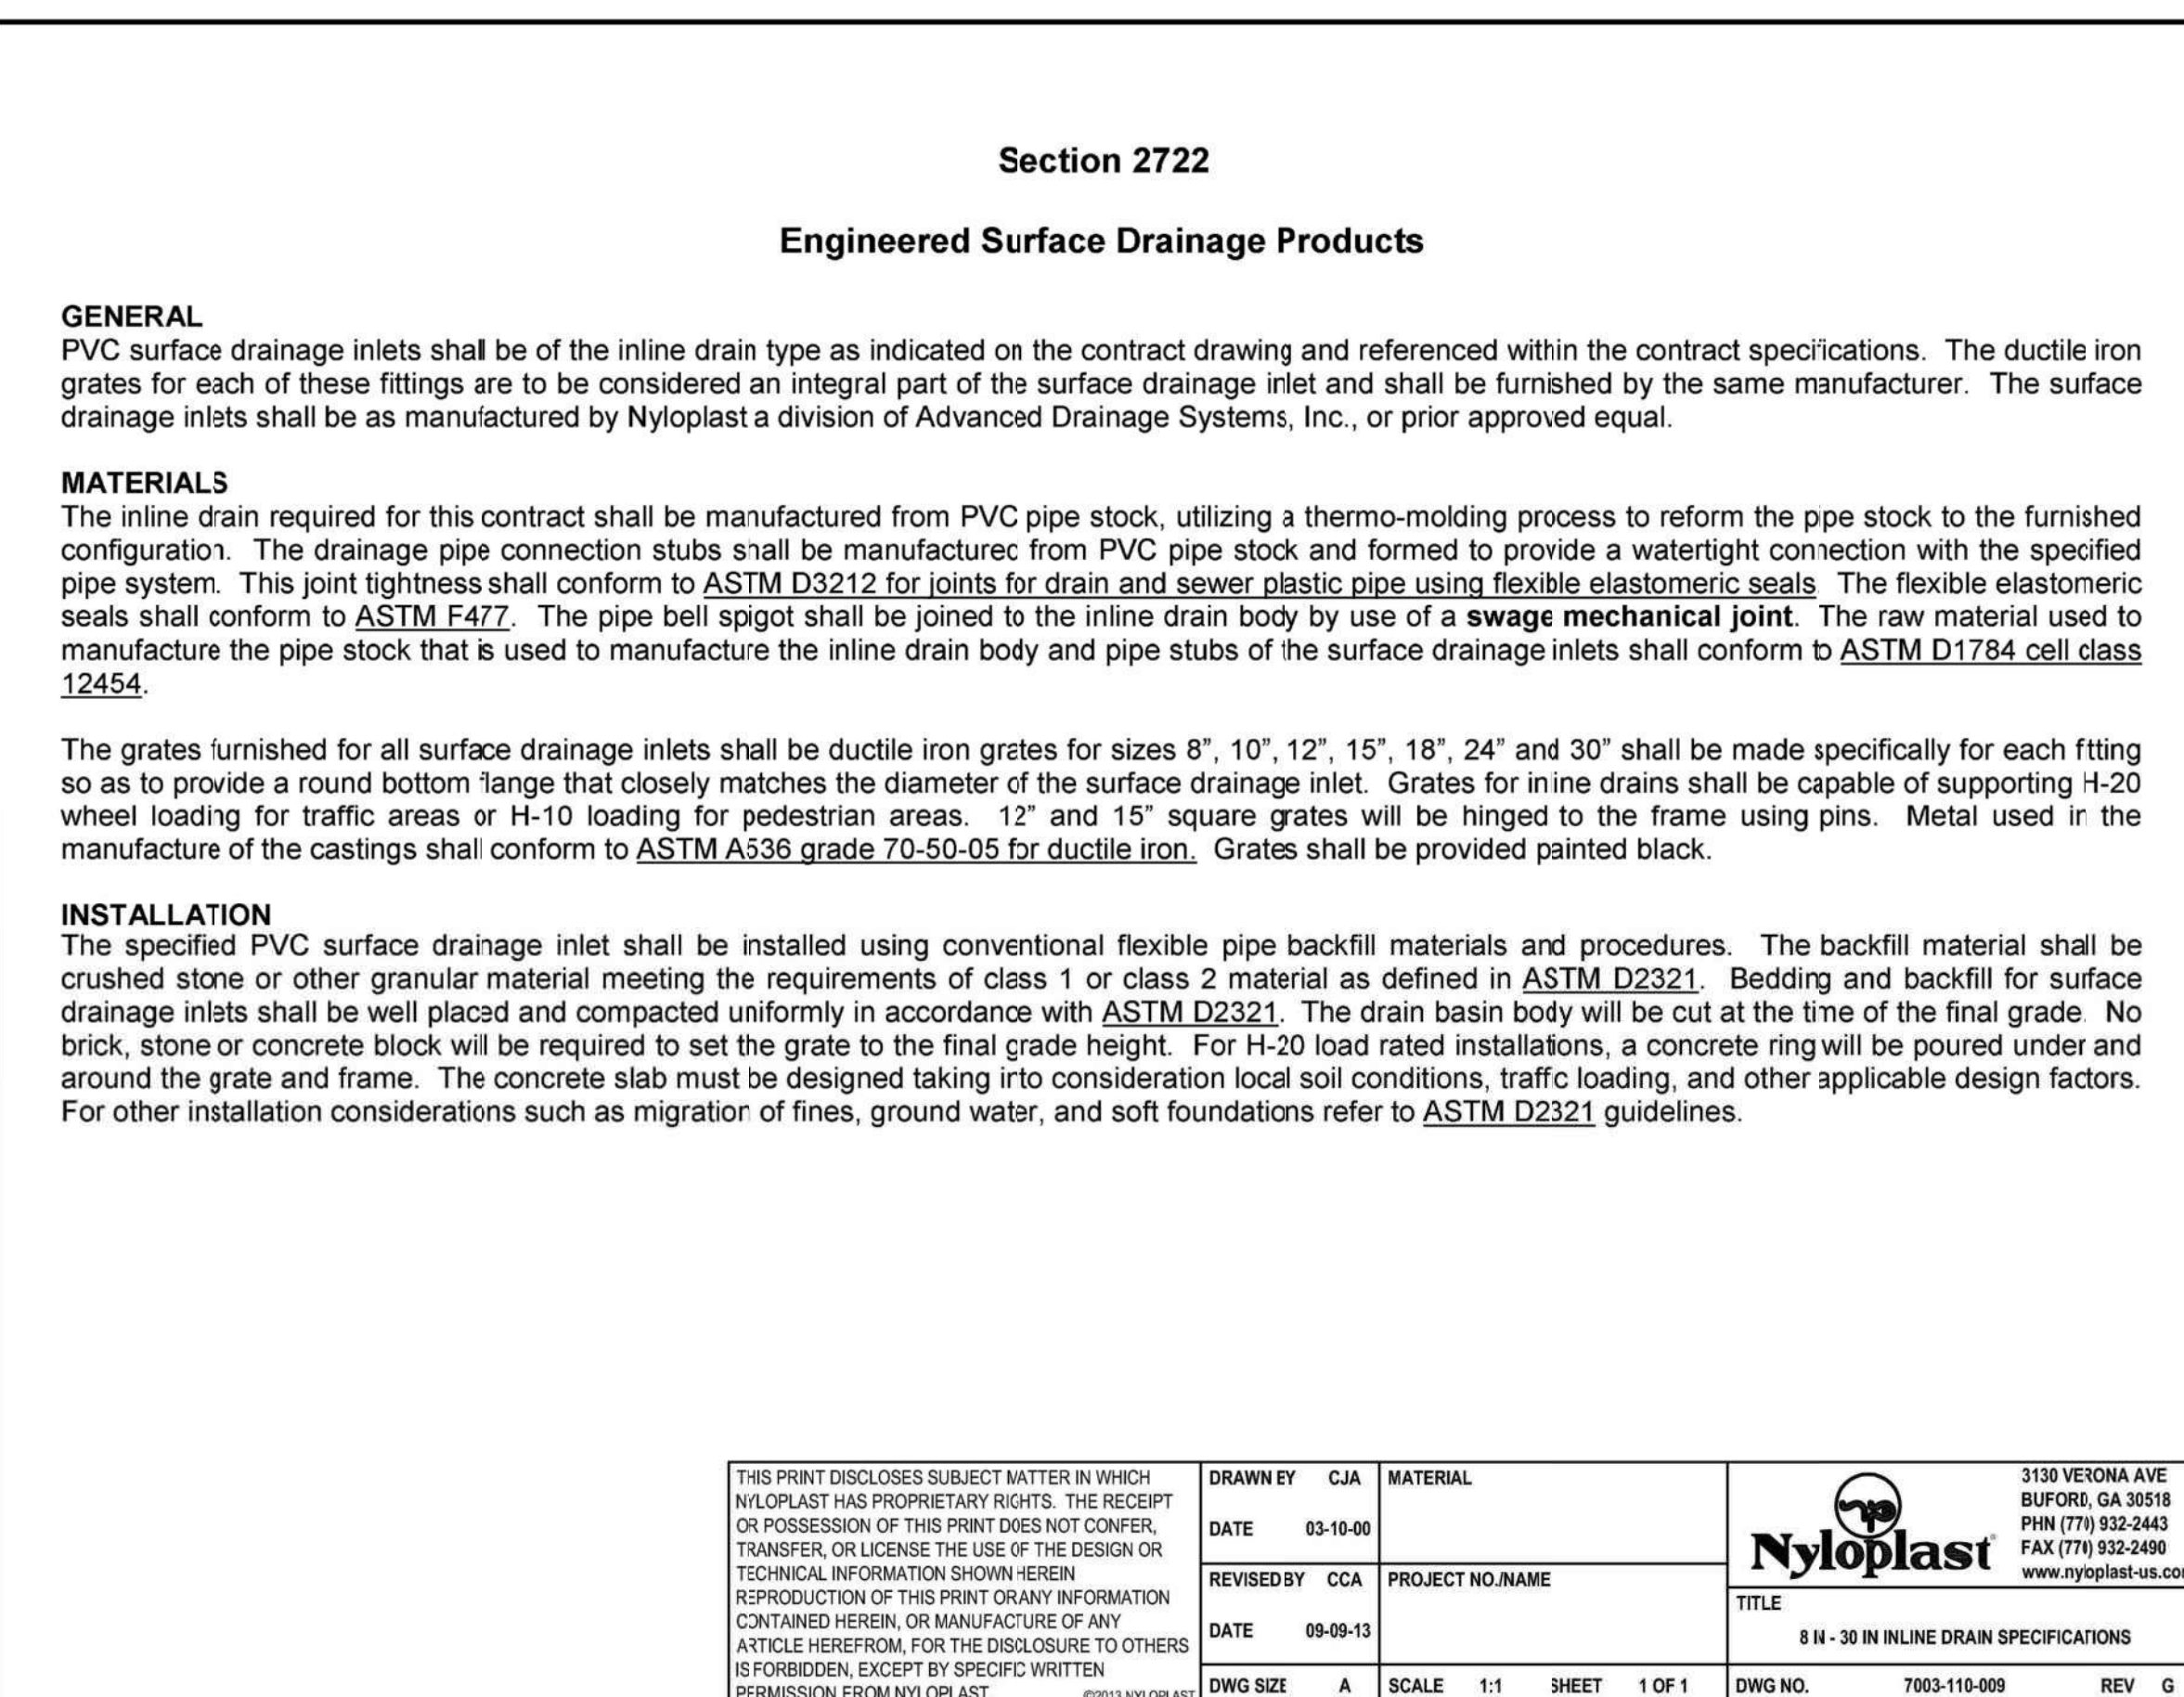 Section 2722
Engineered Surface Drainage Products
GENERAL
PVC surface drainage inlets shall be of the inline drain type as indicated on the contract drawing and referenced within the contract specifications. The ductile iron
grates for each of these fittings are to be considered an integral part of the surface drainage inlet and shall be furnished by the same manufacturer. The surface
drainage inlets shall be as manufactured by Nyloplast a division of Advanced Drainage Systems, Inc., or prior approved equal.
MATERIALS
The inline drain required for this contract shall be manufactured from PVC pipe stock, utilizing a thermo-molding process to reform the pipe stock to the furnished
configuration. The drainage pipe connection stubs shall be manufactured from PVC pipe stock and formed to provide a watertight connection with the specified
pipe system. This joint tightness shall conform to ASTM D3212 for joints for drain and sewer plastic pipe using flexible elastomeric seals. The flexible elastomeric
seals shall conform to ASTM F477. The pipe bell spigot shall be joined to the inline drain body by use of a swage mechanical joint. The raw material used to
manufacture the pipe stock that is used to manufacture the inline drain body and pipe stubs of the surface drainage inlets shall conform to ASTM D1784 cell class
12454.
The grates furnished for all surface drainage inlets shall be ductile iron grates for sizes 8”, 10”, 12”, 15”, 18”, 24” and 30” shall be made specifically for each fitting
so as to provide a round bottom flange that closely matches the diameter of the surface drainage inlet. Grates for inline drains shall be capable of supporting H-20
wheel loading for traffic areas or H-10 loading for pedestrian areas. 12” and 15” square grates will be hinged to the frame using pins. Metal used in the
manufacture of the castings shall conform to ASTM A536 grade 70-50-05 for ductile iron. Grates shall be provided painted black.
INSTALLATION
The specified PVC surface drainage inlet shall be installed using conventional flexible pipe backfill materials and procedures. The backfill material shall be
crushed stone or other granular material meeting the requirements of class 1 or class 2 material as defined in ASTM D2321. Bedding and backfill for surface
drainage inlets shall be well placed and compacted uniformly in accordance with ASTM D2321. The drain basin body will be cut at the time of the final grade. No
brick, stone or concrete block will be required to set the grate to the final grade height. For H-20 load rated installations, a concrete ring will be poured under and
around the grate and frame. The concrete slab must be designed taking into consideration local soil conditions, traffic loading, and other applicable design factors.
For other installation considerations such as migration of fines, ground water, and soft foundations refer to ASTM D2321 guidelines.
THIS PRINT DISCLOSES SUBJECT MATTER IN WHICH
NYLOPLAST HAS PROPRIETARY RIGHTS. THE RECEIPT
OR POSSESSION OF THIS PRINT DOES NOT CONFER,
TRANSFER, OR LICENSE THE USE OF THE DESIGN OR
TECHNICAL INFORMATION SHOWN HEREIN
REPRODUCTION OF THIS PRINT OR ANY INFORMATION
CONTAINED HEREIN, OR MANUFACTURE OF ANY
ARTICLE HEREFROM, FOR THE DISCLOSURE TO OTHERS
IS FORBIDDEN, EXCEPT BY SPECIFIC WRITTEN
PERMISSION FROM NYLOPLAST.
©2013 NYLOPLAST
DRAWN BY CJA
DATE 03-10-00
REVISED BY CCA
DATE 09-09-13
DWG SIZE A
MATERIAL
PROJECT NO./NAME
SCALE 1:1 SHEET 1 OF 1
Nyloplast®
3130 VERONA AVE
BUFORD, GA 30518
PHN (770) 932-2443
FAX (770) 932-2490
www.nyloplast-us.com
TITLE
8 IN - 30 IN INLINE DRAIN SPECIFICATIONS
DWG NO. 7003-110-009 REV G